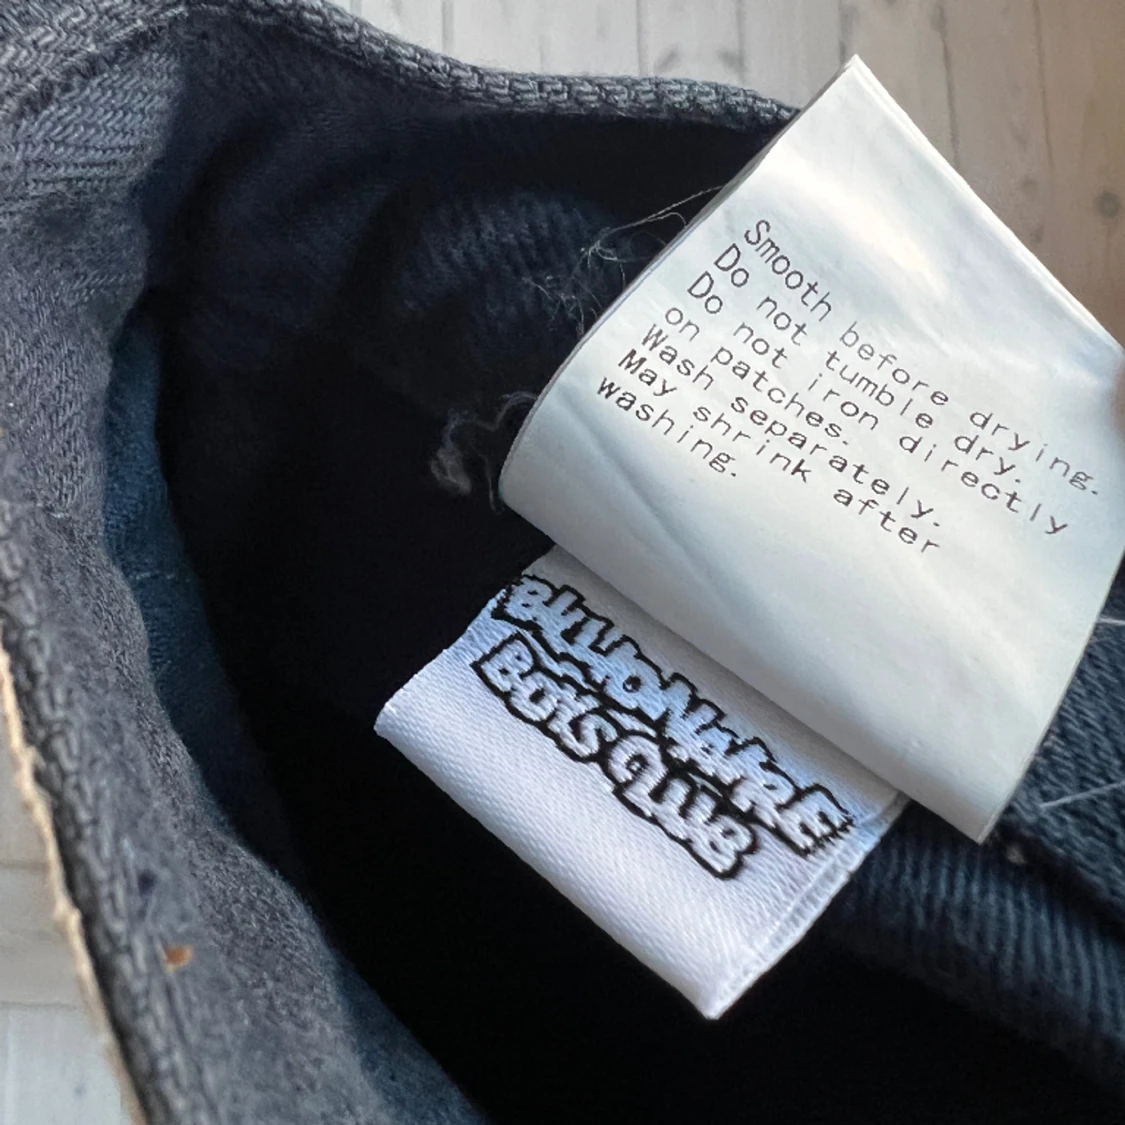 Smooth before drying.
Do not tumble dry.
Do not iron directly
on patches.
Wash separately.
May shrink after
washing.
BILLIONAIRE
BOYS CLUB